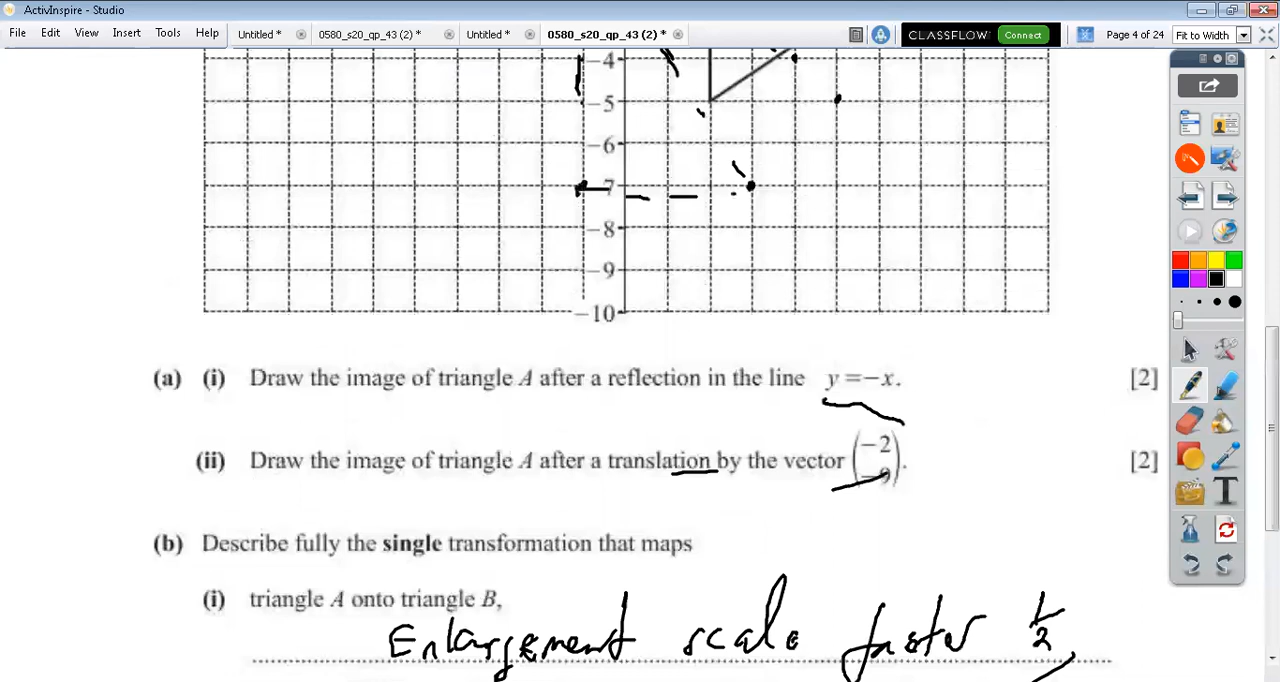 ActivInspire - Studio
File Edit View Insert Tools Help Untitled * 0580_s20_qp_43 (2) * Untitled * 0580_s20_qp_43 (2) * CLASSFLOW Connect Page 4 of 24 Fit to Width
-4
-5
-6
-7
-8
-9
-10
(a) (i) Draw the image of triangle A after a reflection in the line y = -x. [2]
(ii) Draw the image of triangle A after a translation by the vector (-2 -9). [2]
(b) Describe fully the single transformation that maps
(i) triangle A onto triangle B,
Enlargement scale faster 1/2,
T